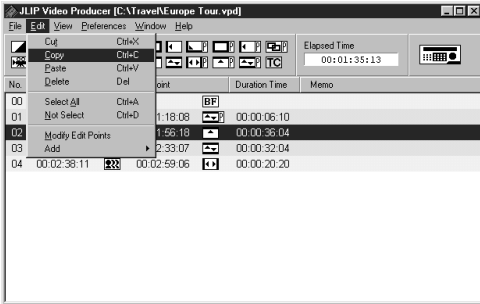 JLIP Video Producer [C:\Travel\Europe Tour.vpd]
File Edit View Preferences Window Help
Cut Ctrl+X
Copy Ctrl+C
Paste Ctrl+V
Delete Del
Select All Ctrl+A
Not Select Ctrl+D
Modify Edit Points
Add
P P P P
P P P TC
Elapsed Time
00:01:35:13
No. oint Duration Time Memo
00 BF
01 1:18:08 P 00:00:06:10
02 1:56:18 00:00:36:04
03 2:33:07 00:00:32:04
04 00:02:38:11 00:02:59:06 00:00:20:20